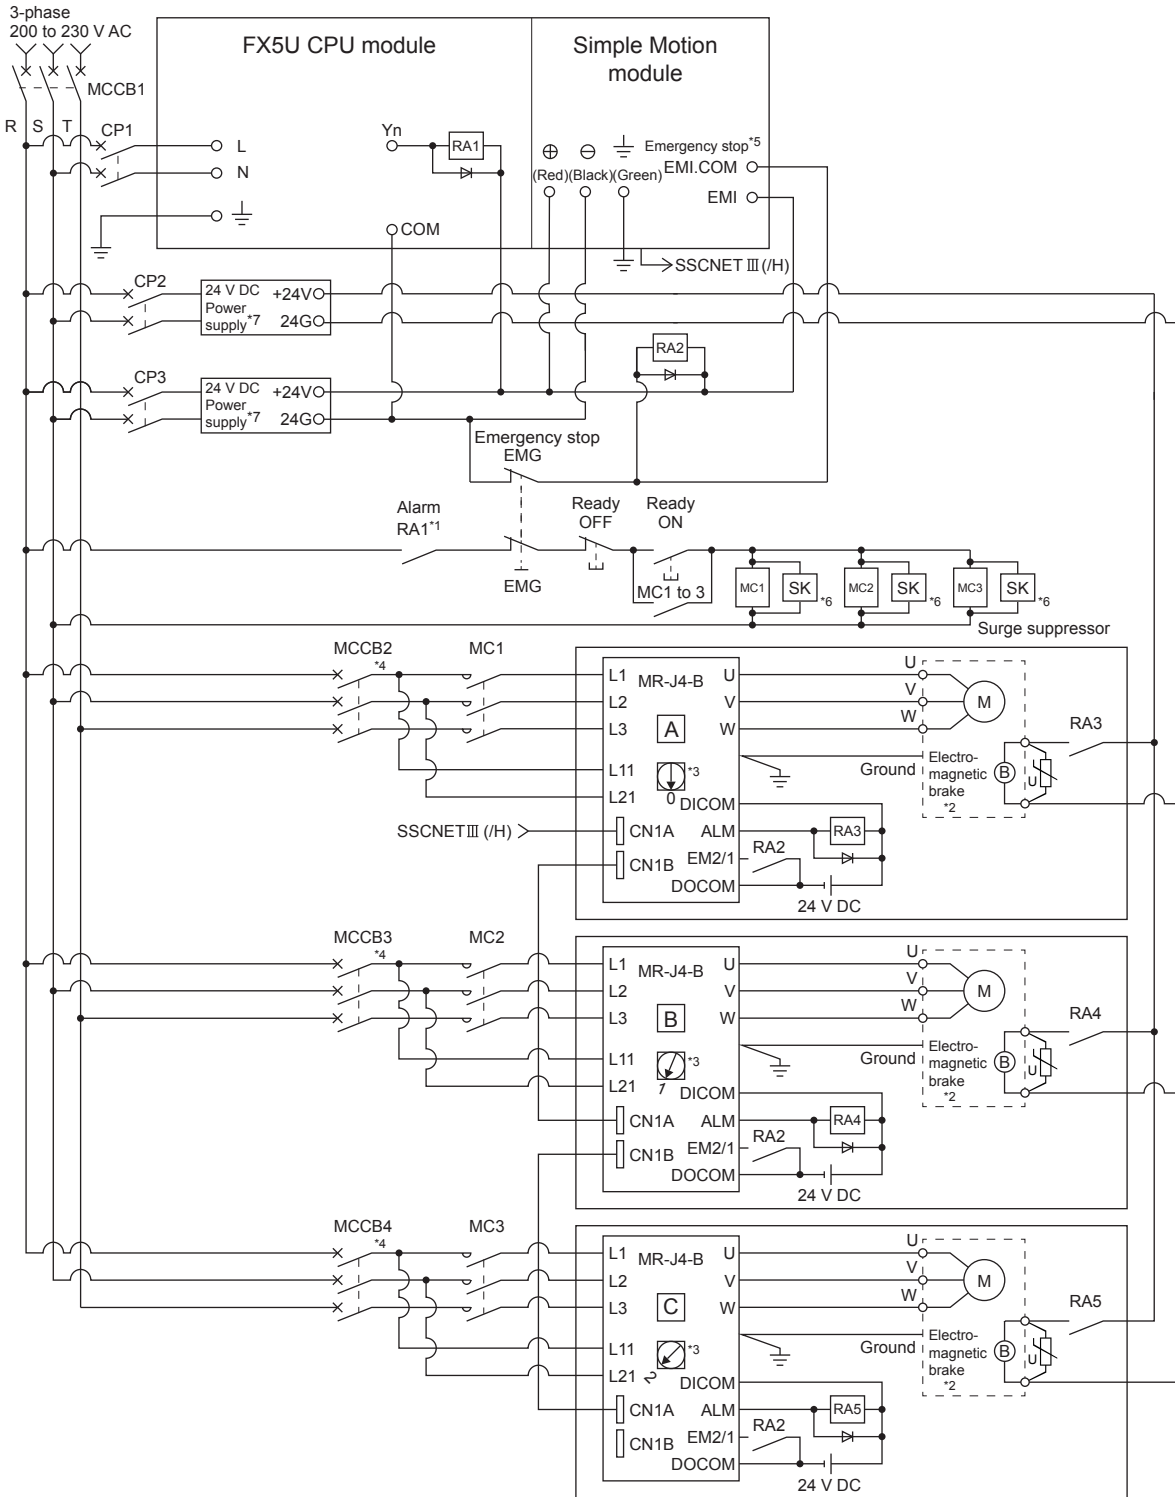 3-phase
200 to 230 V AC
FX5U CPU module
Simple Motion
module
MCCB1
R S T
CP1
L
N
Yn
RA1
COM
⊕ ⊖
(Red)(Black)(Green)
Emergency stop*5
EMI.COM
EMI
SSCNETⅢ(/H)
CP2
24 V DC
Power
supply*7
+24V
24G
CP3
24 V DC
Power
supply*7
+24V
24G
RA2
Emergency stop
EMG
Alarm
RA1*1
EMG
Ready
OFF
Ready
ON
MC1 to 3
MC1 SK *6
MC2 SK *6
MC3 SK *6
Surge suppressor
MCCB2
*4
MC1
L1 MR-J4-B U
L2 V
L3 A W
L11 *3
0
L21 DICOM
SSCNETⅢ(/H)
CN1A ALM
CN1B EM2/1
DOCOM
RA3
RA2
24 V DC
U
V
W
M
Ground
Electro-
magnetic
brake
*2
B
U
RA3
MCCB3
*4
MC2
L1 MR-J4-B U
L2 V
L3 B W
L11 *3
1
L21 DICOM
CN1A ALM
CN1B EM2/1
DOCOM
RA4
RA2
24 V DC
U
V
W
M
Ground
Electro-
magnetic
brake
*2
B
U
RA4
MCCB4
*4
MC3
L1 MR-J4-B U
L2 V
L3 C W
L11 *3
2
L21 DICOM
CN1A ALM
CN1B EM2/1
DOCOM
RA5
RA2
24 V DC
U
V
W
M
Ground
Electro-
magnetic
brake
*2
B
U
RA5